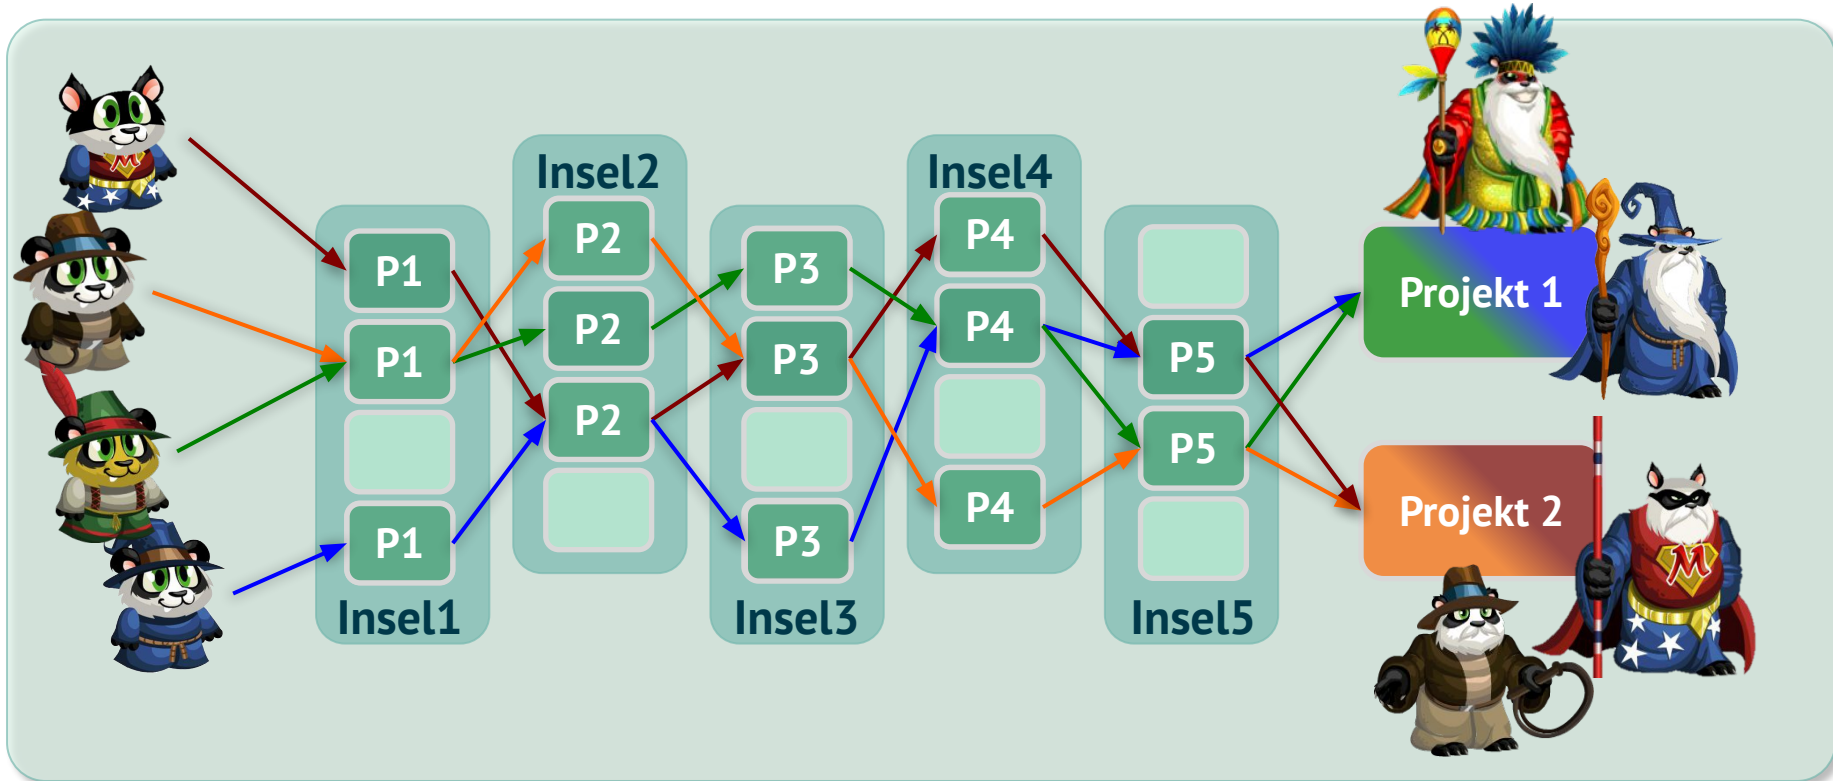 Insel1
P1
P1
P1
Insel2
P2
P2
P2
Insel3
P3
P3
P3
Insel4
P4
P4
P4
Insel5
P5
P5
Projekt 1
Projekt 2
M
M